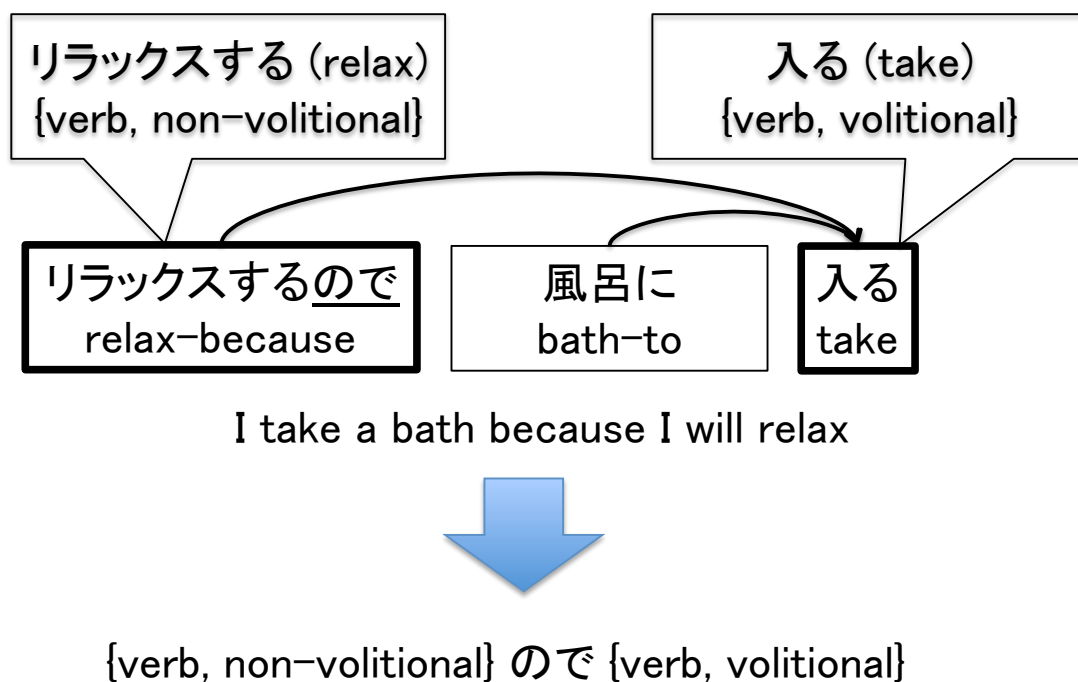 リラックスする (relax)
{verb, non-volitional}
入る (take)
{verb, volitional}
リラックスするので
relax-because
風呂に
bath-to
入る
take
I take a bath because I will relax
{verb, non-volitional} ので {verb, volitional}